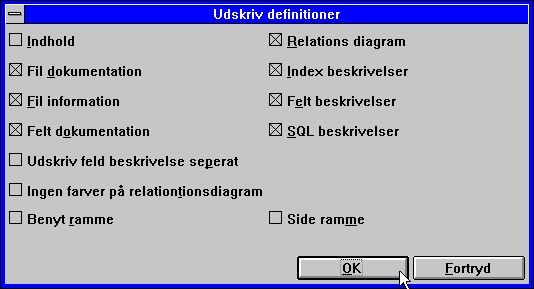 Udskriv definitioner
Indhold
Relations diagram
Fil dokumentation
Index beskrivelser
Fil information
Felt beskrivelser
Felt dokumentation
SQL beskrivelser
Udskriv feld beskrivelse seperat
Ingen farver på relationtionsdiagram
Benyt ramme
Side ramme
OK
Fortryd